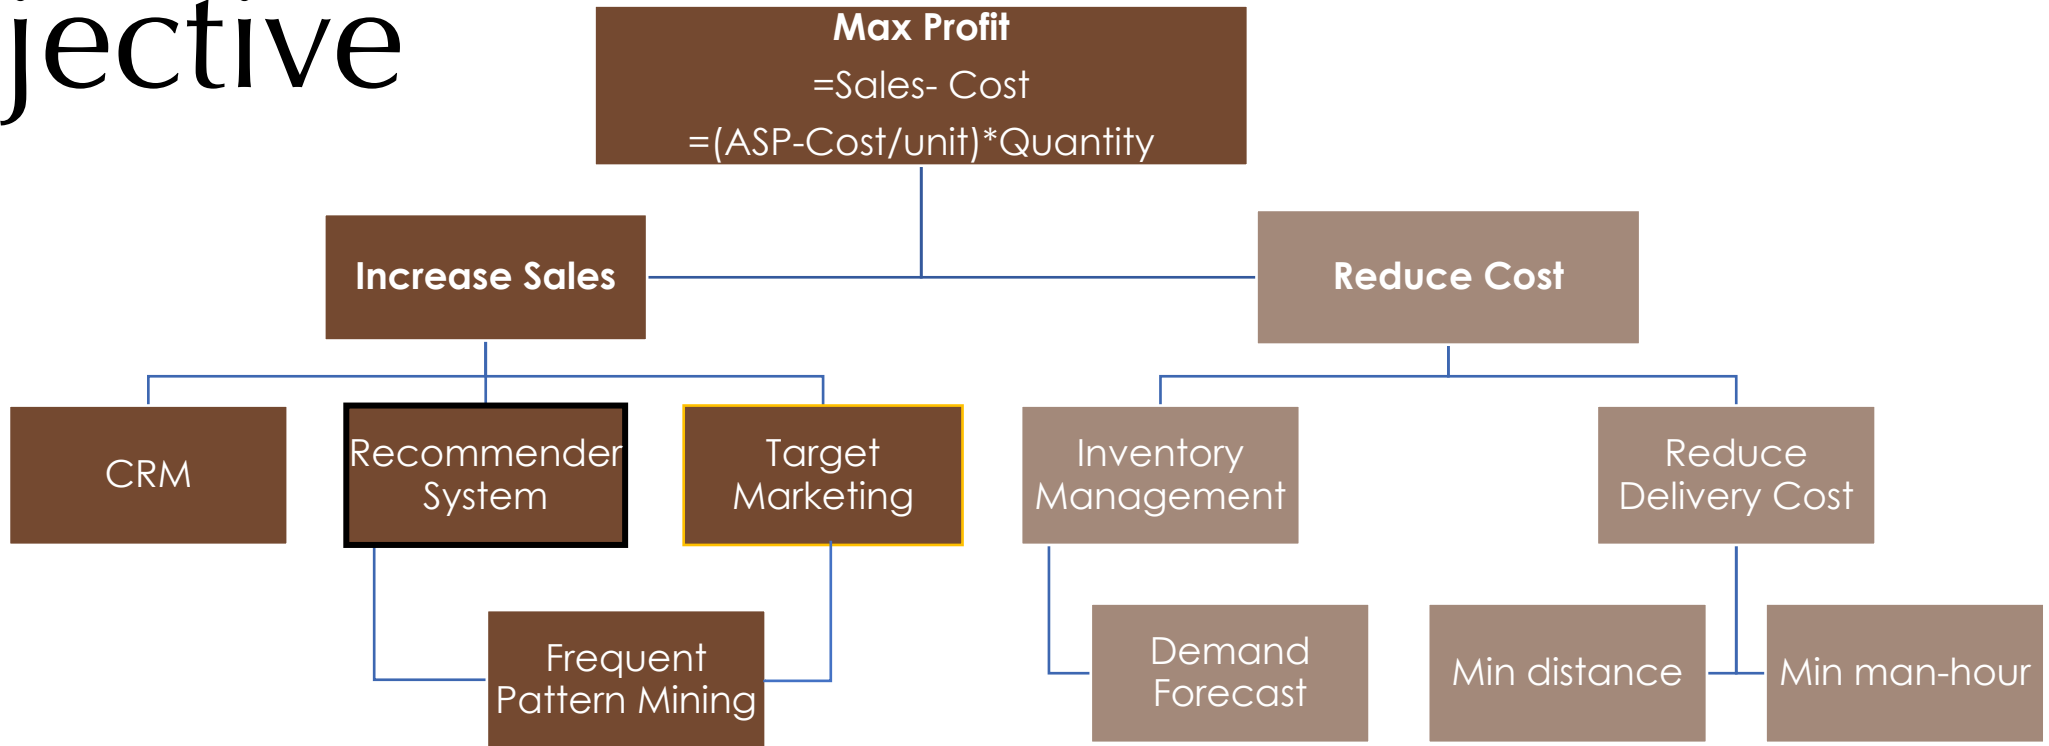 jective
Max Profit
=Sales- Cost
=(ASP-Cost/unit)*Quantity
Increase Sales
Reduce Cost
CRM
Recommender
System
Target
Marketing
Inventory
Management
Reduce
Delivery Cost
Frequent
Pattern Mining
Demand
Forecast
Min distance
Min man-hour